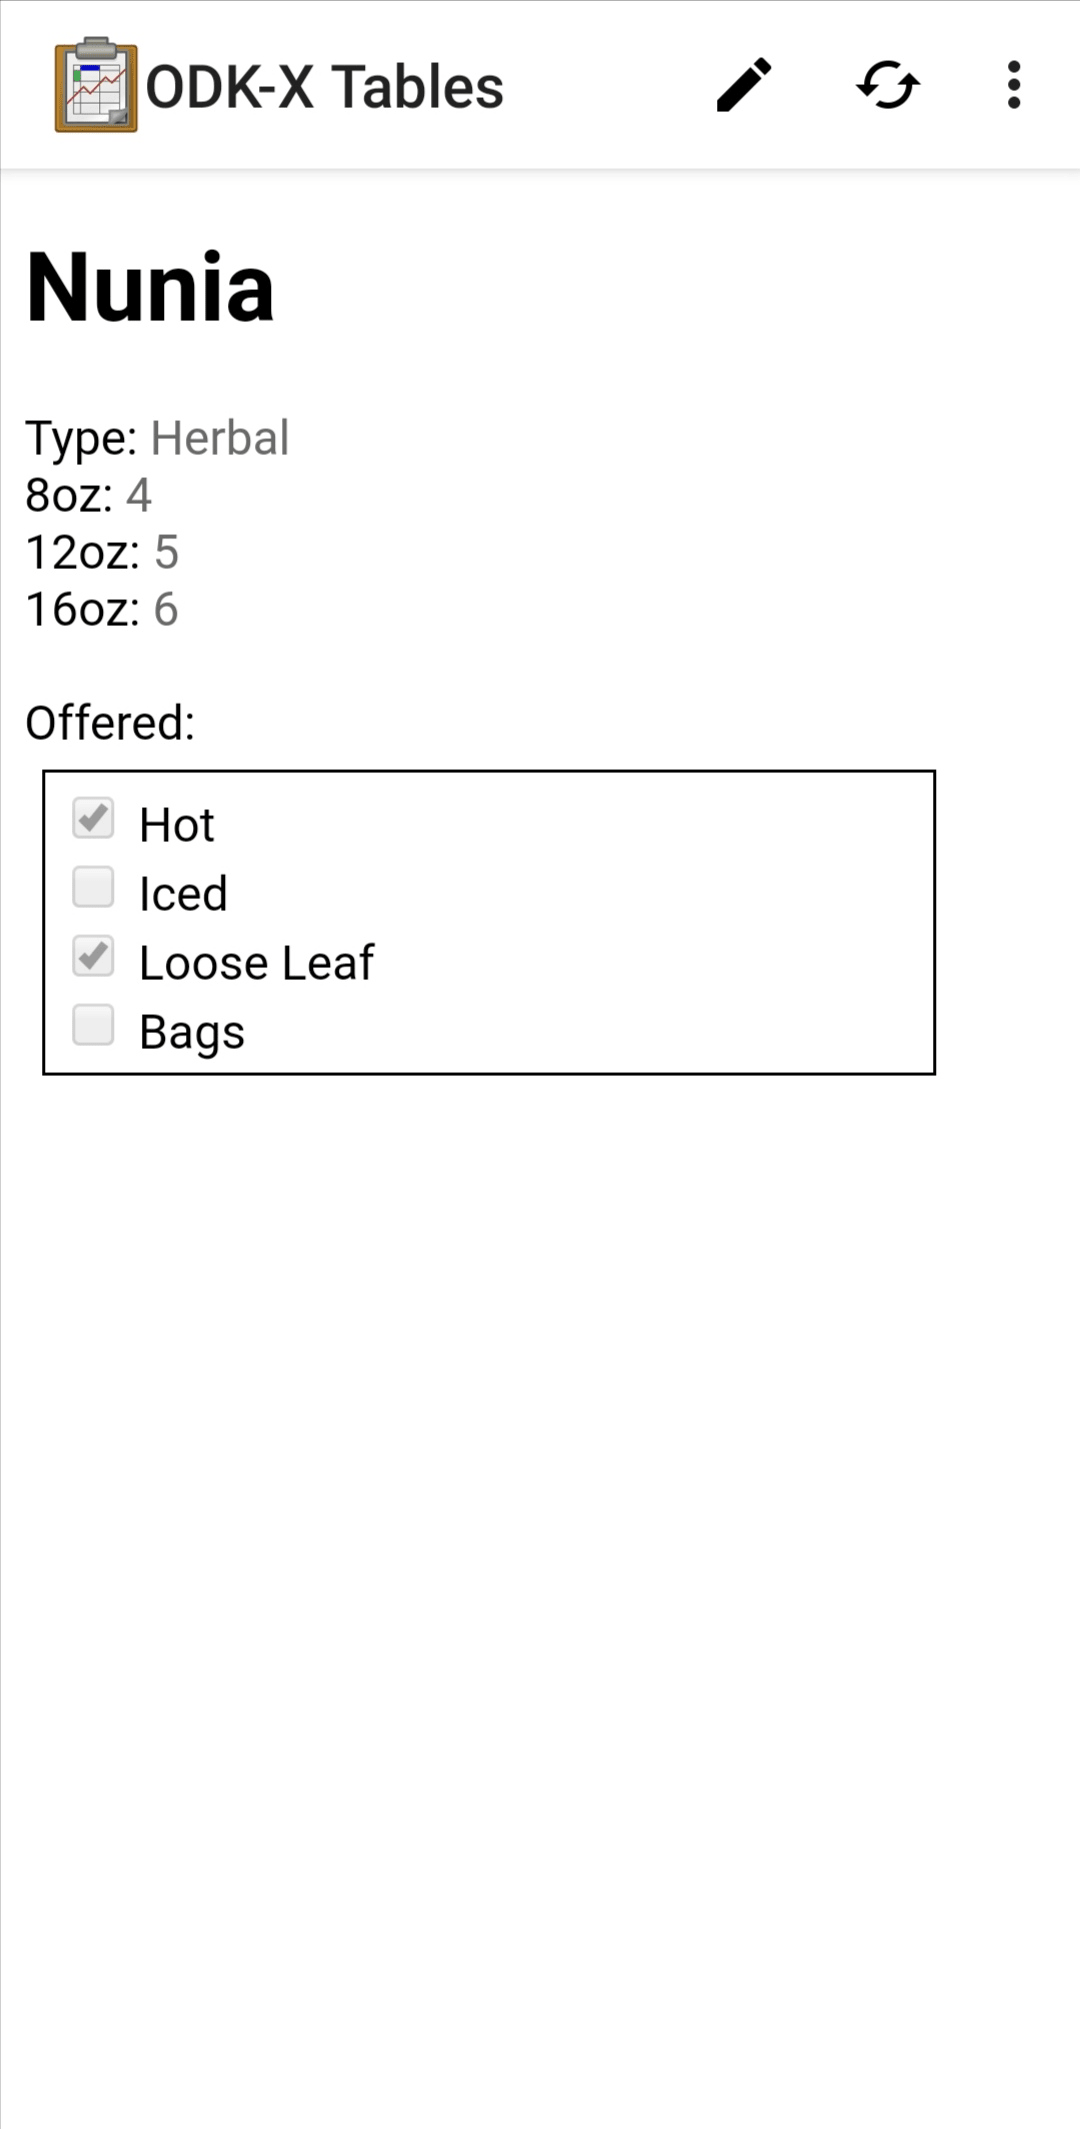 ODK-X Tables
Nunia
Type: Herbal
8oz: 4
12oz: 5
16oz: 6
Offered:
Hot
Iced
Loose Leaf
Bags